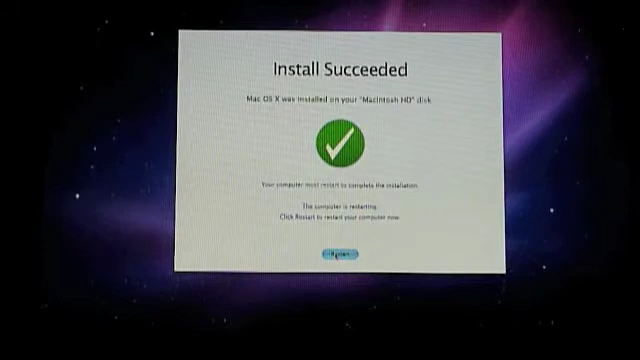 Install Succeeded
Mac OS X was installed on your "Macintosh HD" disk
Your computer must restart to complete the installation.
The computer is restarting.
Click Restart to restart your computer now.
Restart